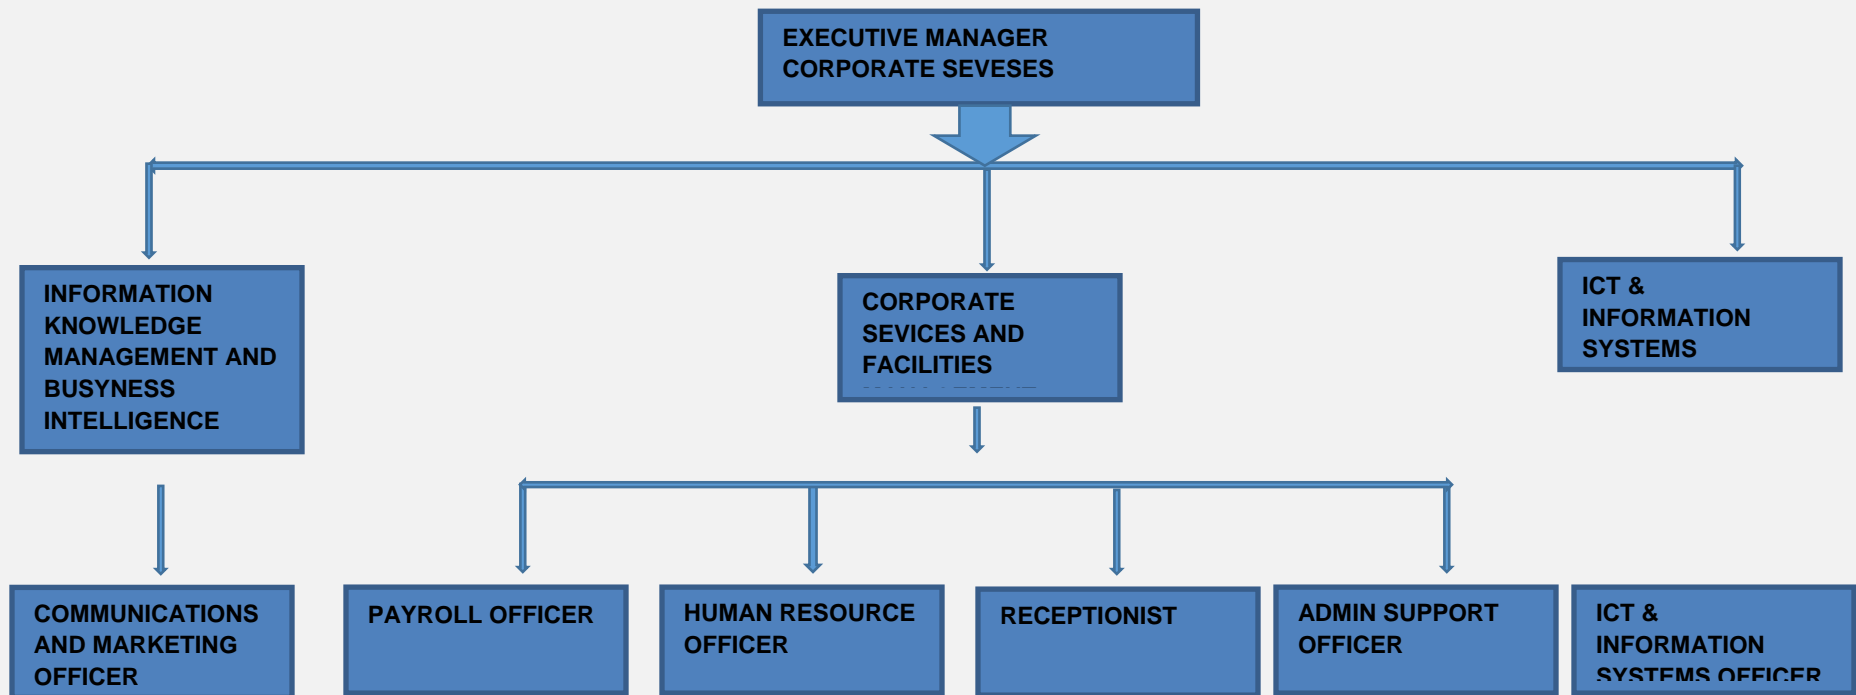 EXECUTIVE MANAGER
CORPORATE SEVESES
INFORMATION
KNOWLEDGE
MANAGEMENT AND
BUSYNESS
INTELLIGENCE
CORPORATE
SEVICES AND
FACILITIES
ICT &
INFORMATION
SYSTEMS
COMMUNICATIONS
AND MARKETING
OFFICER
PAYROLL OFFICER
HUMAN RESOURCE
OFFICER
RECEPTIONIST
ADMIN SUPPORT
OFFICER
ICT &
INFORMATION
SYSTEMS OFFICER